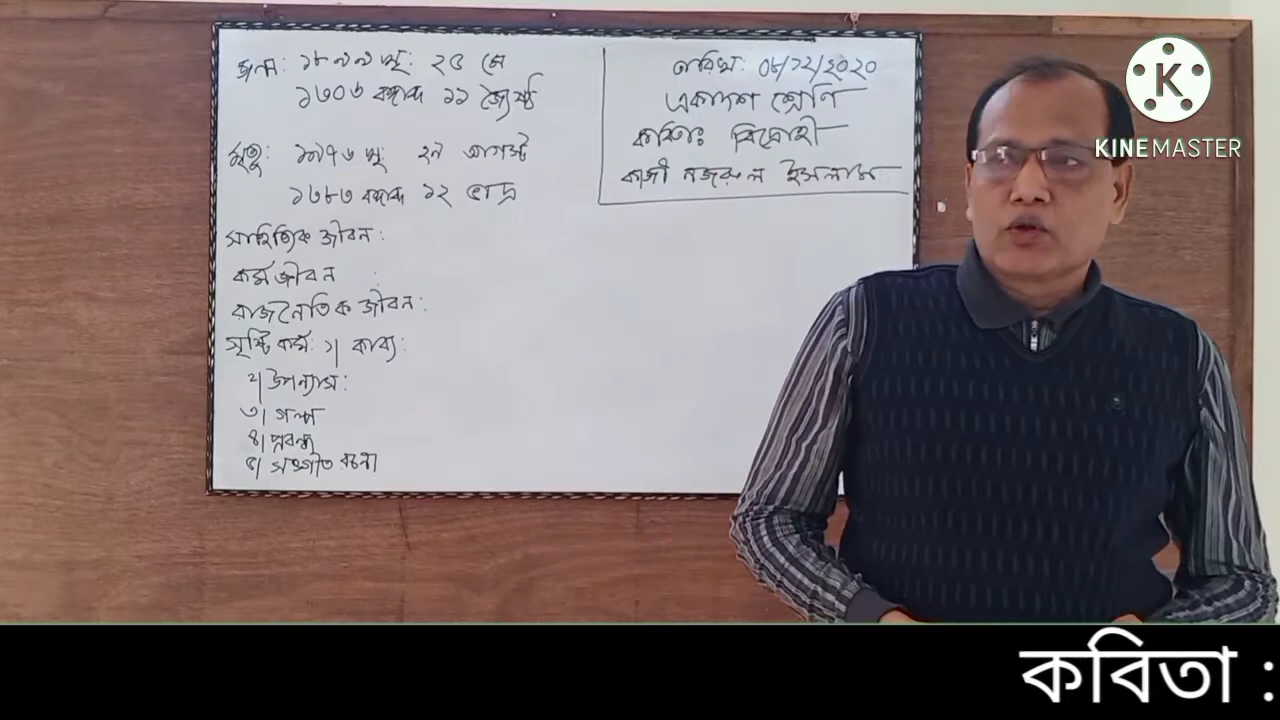 জন্ম: ১৮৯৯ খৃ: ২৫ মে
১৩০৬ বঙ্গাব্দ ১১ জ্যৈষ্ঠ
মৃত্যু: ১৯৭৬ খৃ: ২৯ আগস্ট
১৩৮৩ বঙ্গাব্দ ১২ ভাদ্র
সাহিত্যিক জীবন:
কর্মজীবন :
রাজনৈতিক জীবন:
সৃষ্টি কর্ম: ১| কাব্য:
২| উপন্যাস:
৩| গল্প
৪| প্রবন্ধ
৫| সঙ্গীত রচনা
তারিখ: ০৮/১২/২০২০
একাদশ শ্রেণি
কবিতাঃ বিদ্রোহী
কাজী নজরুল ইসলাম
K
KINEMASTER
কবিতা :